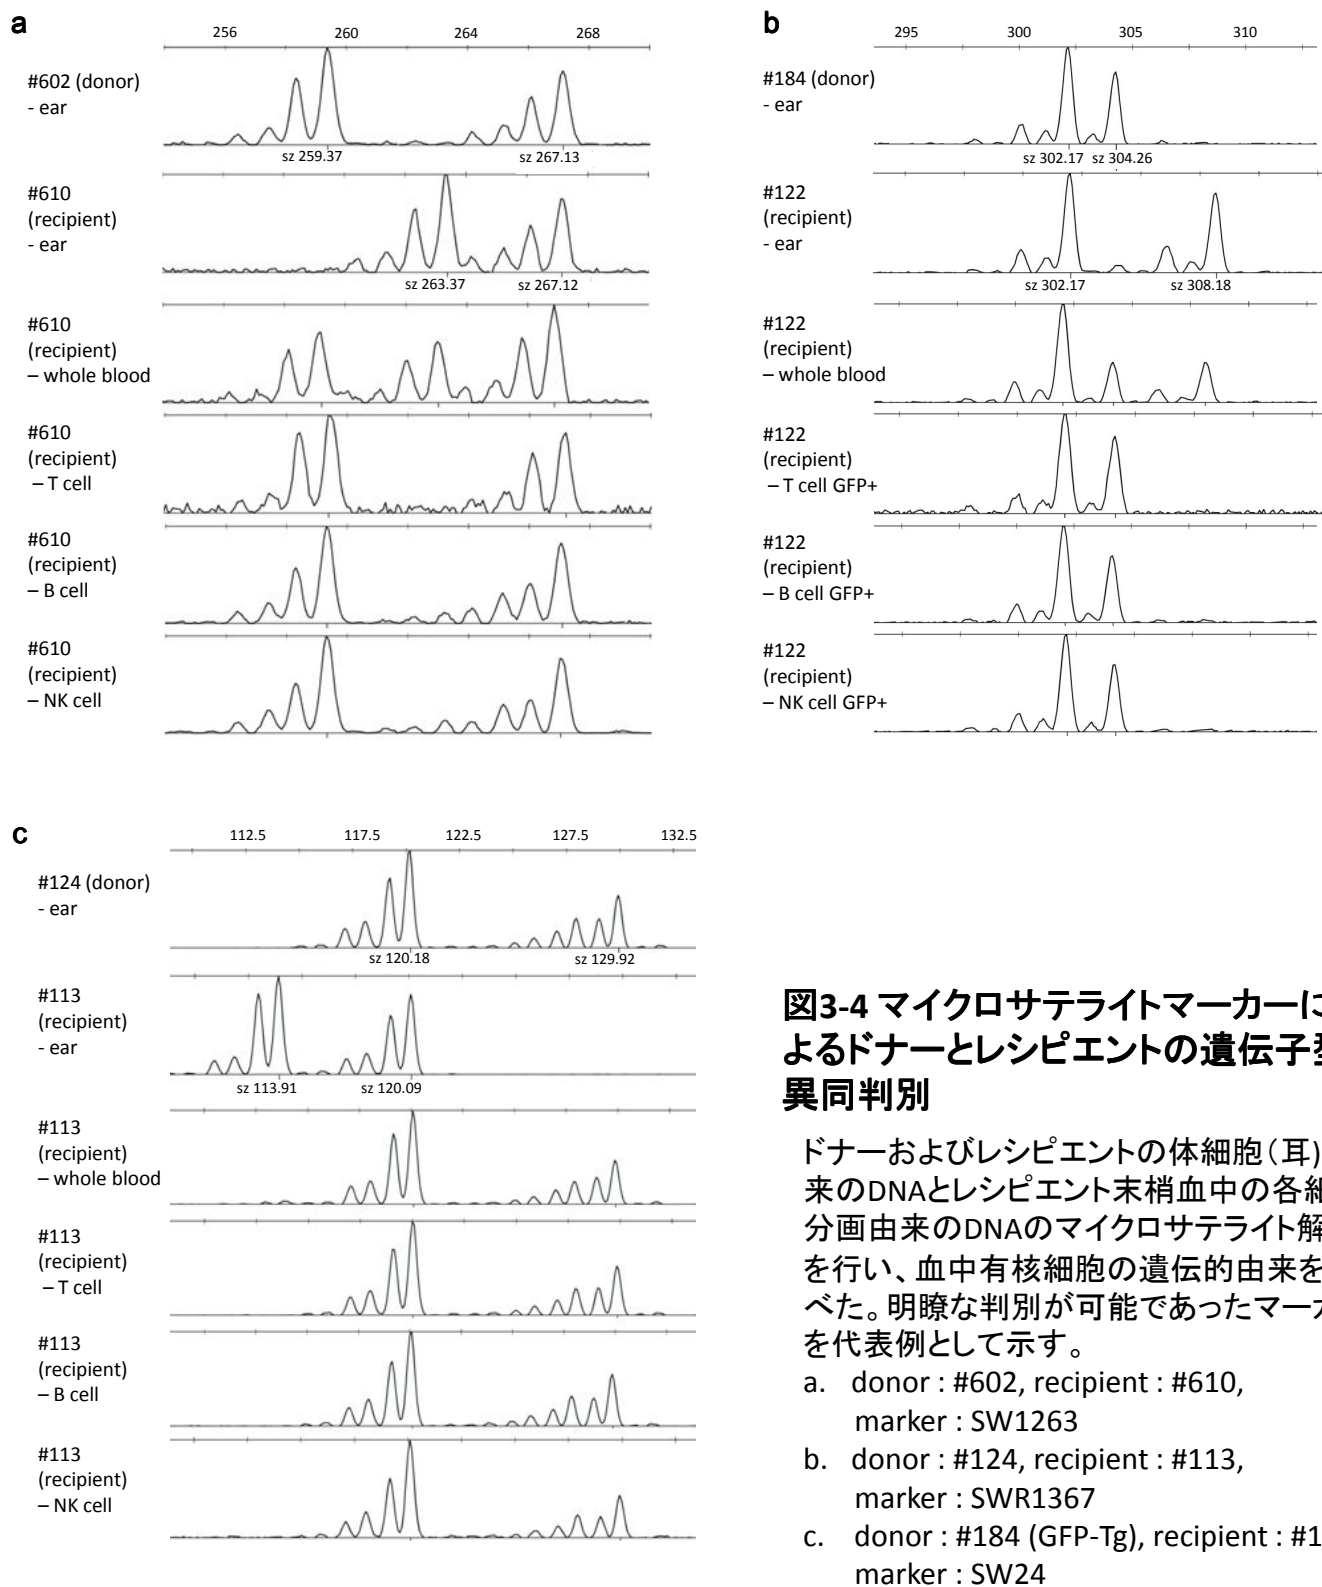 a
256 260 264 268
#602 (donor)
- ear
sz 259.37 sz 267.13
#610
(recipient)
- ear
sz 263.37 sz 267.12
#610
(recipient)
– whole blood
#610
(recipient)
– T cell
#610
(recipient)
– B cell
#610
(recipient)
– NK cell
b
295 300 305 310
#184 (donor)
- ear
sz 302.17 sz 304.26
#122
(recipient)
- ear
sz 302.17 sz 308.18
#122
(recipient)
– whole blood
#122
(recipient)
– T cell GFP+
#122
(recipient)
– B cell GFP+
#122
(recipient)
– NK cell GFP+
c
112.5 117.5 122.5 127.5 132.5
#124 (donor)
- ear
sz 120.18 sz 129.92
#113
(recipient)
- ear
sz 113.91 sz 120.09
#113
(recipient)
– whole blood
#113
(recipient)
– T cell
#113
(recipient)
– B cell
#113
(recipient)
– NK cell
図3-4 マイクロサテライトマーカーに
よるドナーとレシピエントの遺伝子型
異同判別
ドナーおよびレシピエントの体細胞（耳）
来のDNAとレシピエント末梢血中の各細
分画由来のDNAのマイクロサテライト解
を行い、血中有核細胞の遺伝的由来を
べた。明瞭な判別が可能であったマーカ
を代表例として示す。
a. donor : #602, recipient : #610,
marker : SW1263
b. donor : #124, recipient : #113,
marker : SWR1367
c. donor : #184 (GFP-Tg), recipient : #1
marker : SW24